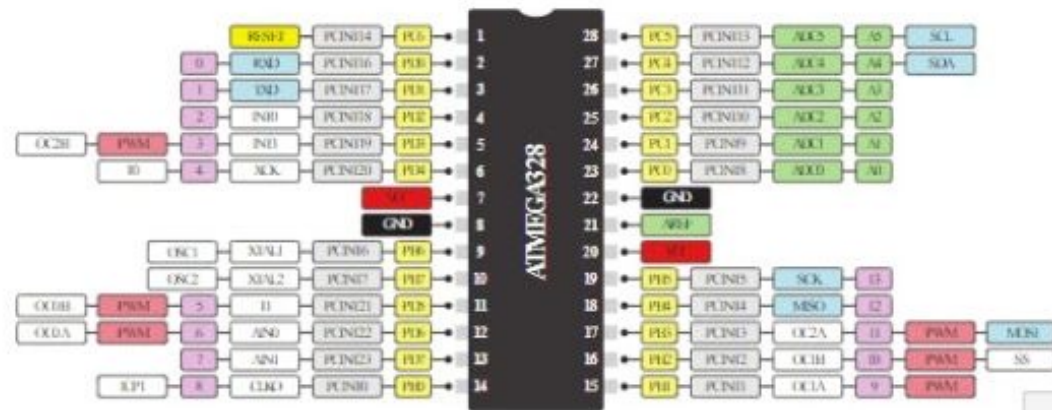 RESET PCINT14 PC6 1 28 PC5 PCINT13 ADC5 A5 SCL
0 RXD PCINT16 PD0 2 27 PC4 PCINT12 ADC4 A4 SDA
1 TXD PCINT17 PD1 3 26 PC3 PCINT11 ADC3 A3
2 INT0 PCINT18 PD2 4 25 PC2 PCINT10 ADC2 A2
OC2B PWM 3 INT1 PCINT19 PD3 5 24 PC1 PCINT9 ADC1 A1
T0 4 XCK PCINT20 PD4 6 23 PC0 PCINT8 ADC0 A0
7 22 GND
GND 8 21 AREF
ATMEGA328
OSC1 XTAL1 PCINT6 PB6 9 20
OSC2 XTAL2 PCINT7 PB7 10 19 PB5 PCINT5 SCK 13
OC0B PWM 5 T1 PCINT21 PD5 11 18 PB4 PCINT4 MISO 12
OC0A PWM 6 AIN0 PCINT22 PD6 12 17 PB3 PCINT3 OC2A 11 PWM MOSI
7 AIN1 PCINT23 PD7 13 16 PB2 PCINT2 OC1B 10 PWM SS
ICP1 8 CLKO PCINT0 PB0 14 15 PB1 PCINT1 OC1A 9 PWM